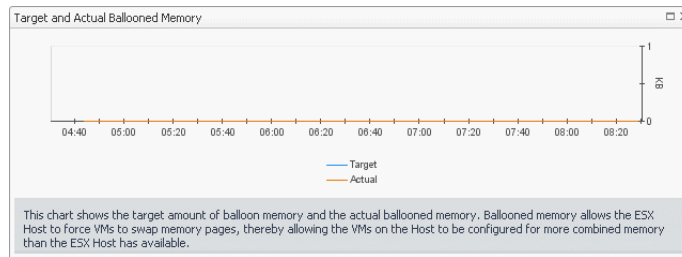 Target and Actual Ballooned Memory
1
KB
0
04:40 05:00 05:20 05:40 06:00 06:20 06:40 07:00 07:20 07:40 08:00 08:20
Target
Actual
This chart shows the target amount of balloon memory and the actual ballooned memory. Ballooned memory allows the ESX
Host to force VMs to swap memory pages, thereby allowing the VMs on the Host to be configured for more combined memory
than the ESX Host has available.